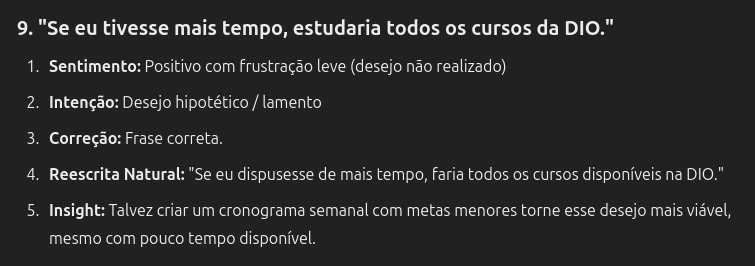 9. "Se eu tivesse mais tempo, estudaria todos os cursos da DIO."
1. Sentimento: Positivo com frustração leve (desejo não realizado)
2. Intenção: Desejo hipotético / lamento
3. Correção: Frase correta.
4. Reescrita Natural: "Se eu dispusesse de mais tempo, faria todos os cursos disponíveis na DIO."
5. Insight: Talvez criar um cronograma semanal com metas menores torne esse desejo mais viável,
mesmo com pouco tempo disponível.